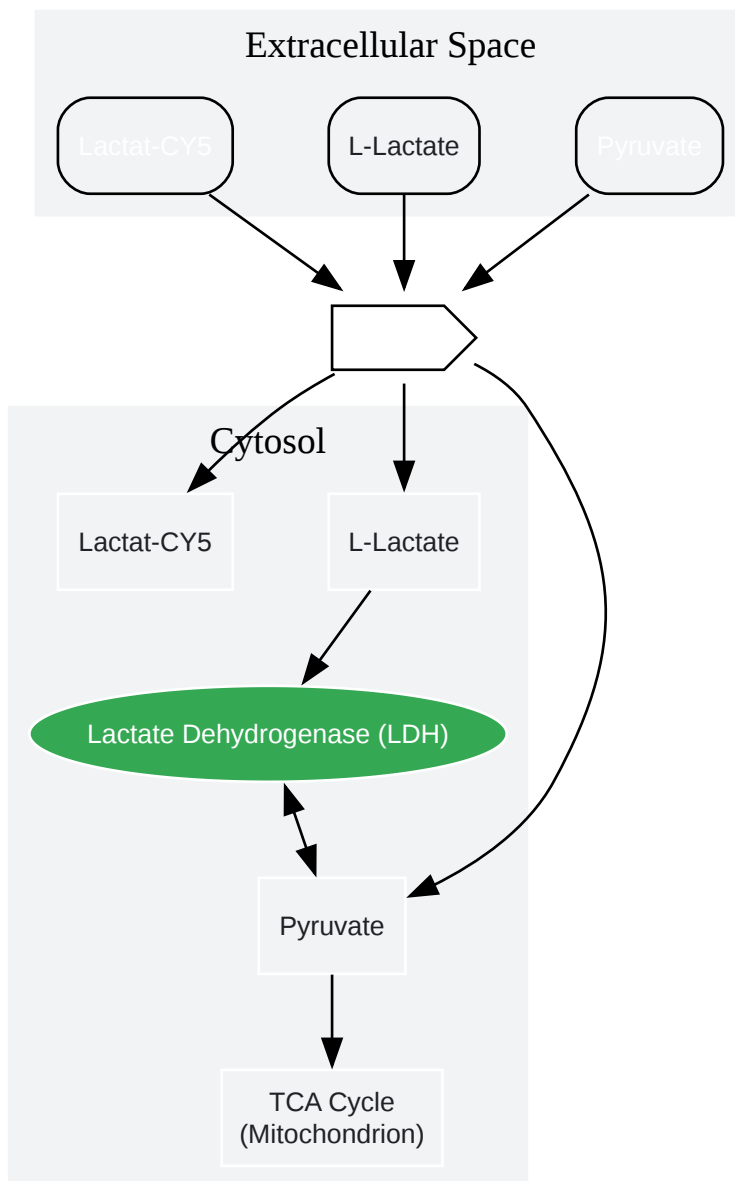 Extracellular Space
Lactat-CY5
L-Lactate
Pyruvate
Cytosol
Lactat-CY5
L-Lactate
Lactate Dehydrogenase (LDH)
Pyruvate
TCA Cycle
(Mitochondrion)